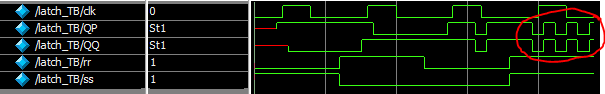 /latch_TB/clk 0
/latch_TB/QP St1
/latch_TB/QQ St1
/latch_TB/rr 1
/latch_TB/ss 1